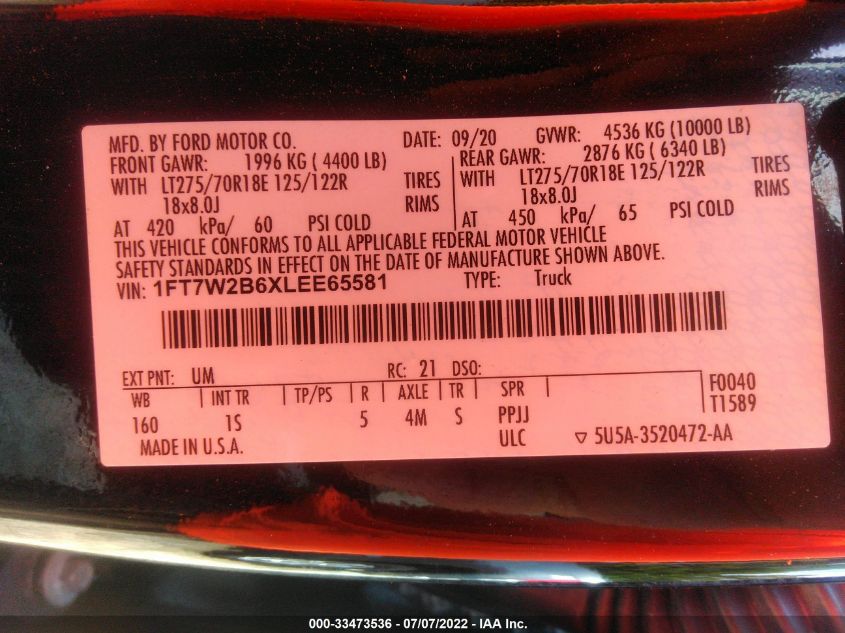 MFD. BY FORD MOTOR CO. DATE: 09/20 GVWR: 4536 KG (10000 LB)
FRONT GAWR: 1996 KG ( 4400 LB) REAR GAWR: 2876 KG ( 6340 LB)
WITH LT275/70R18E 125/122R TIRES WITH LT275/70R18E 125/122R TIRES
18x8.0J RIMS 18x8.0J RIMS
AT 420 kPa/ 60 PSI COLD AT 450 kPa/ 65 PSI COLD
THIS VEHICLE CONFORMS TO ALL APPLICABLE FEDERAL MOTOR VEHICLE
SAFETY STANDARDS IN EFFECT ON THE DATE OF MANUFACTURE SHOWN ABOVE.
VIN: 1FT7W2B6XLEE65581 TYPE: Truck
EXT PNT: UM RC: 21 DSO:
WB INT TR TP/PS R AXLE TR SPR F0040
160 1S 5 4M S PPJJ T1589
MADE IN U.S.A. ULC 5U5A-3520472-AA
000-33473536 - 07/07/2022 - IAA Inc.